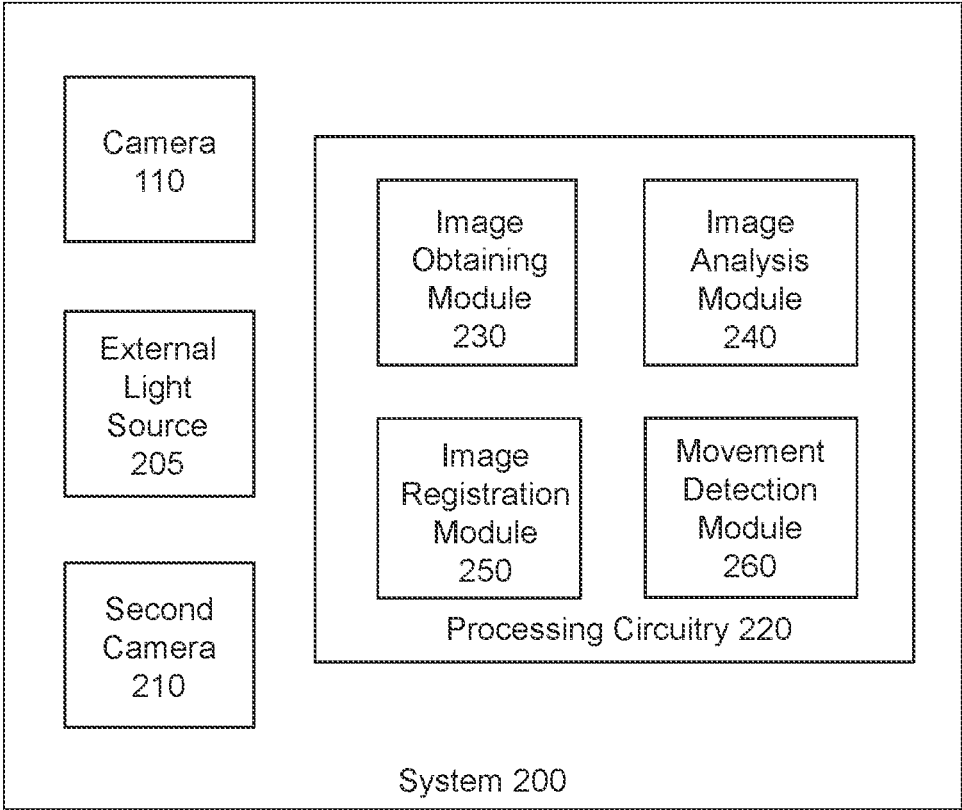 Camera
110
External
Light
Source
205
Second
Camera
210
Image
Obtaining
Module
230
Image
Analysis
Module
240
Image
Registration
Module
250
Movement
Detection
Module
260
Processing Circuitry 220
System 200